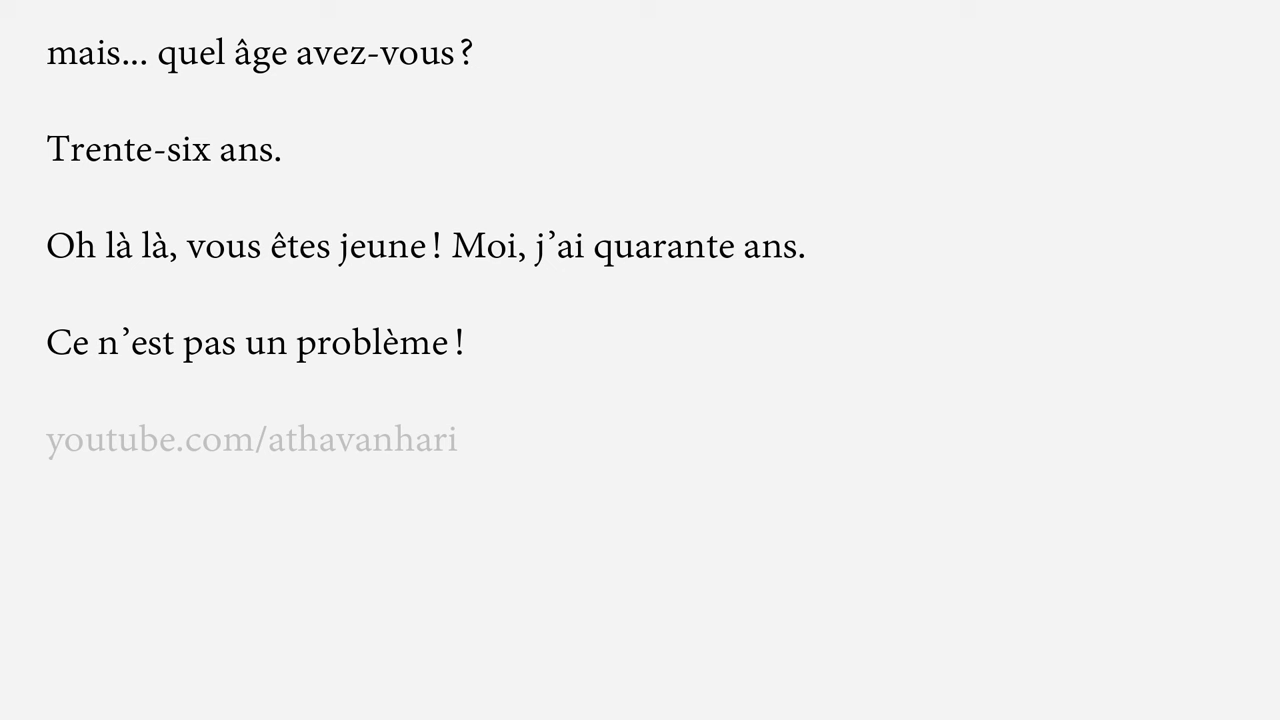 mais... quel âge avez-vous ?
Trente-six ans.
Oh là là, vous êtes jeune ! Moi, j’ai quarante ans.
Ce n’est pas un problème !
youtube.com/athavanhari